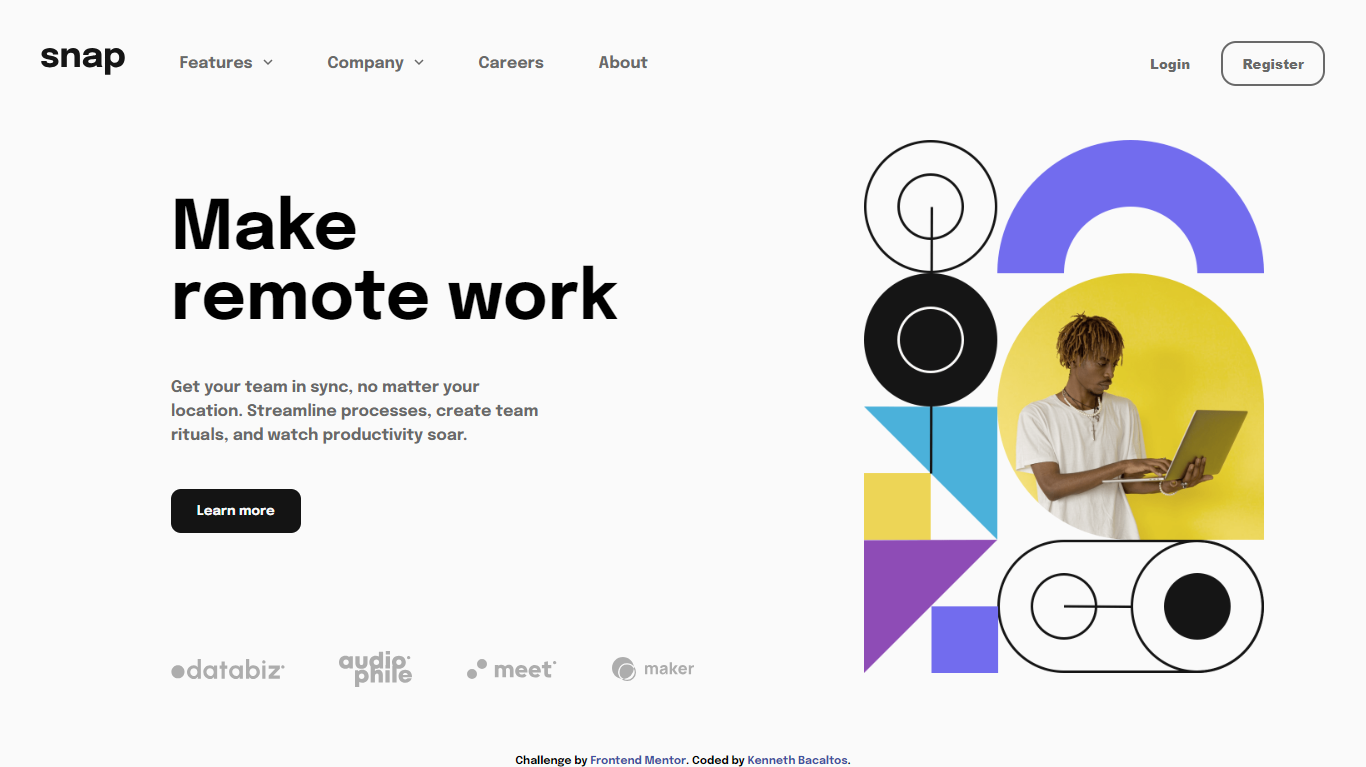 snap Features Company Careers About Login Register
Make
remote work
Get your team in sync, no matter your
location. Streamline processes, create team
rituals, and watch productivity soar.
Learn more
databiz audiophile meet maker
Challenge by Frontend Mentor. Coded by Kenneth Bacaltos.